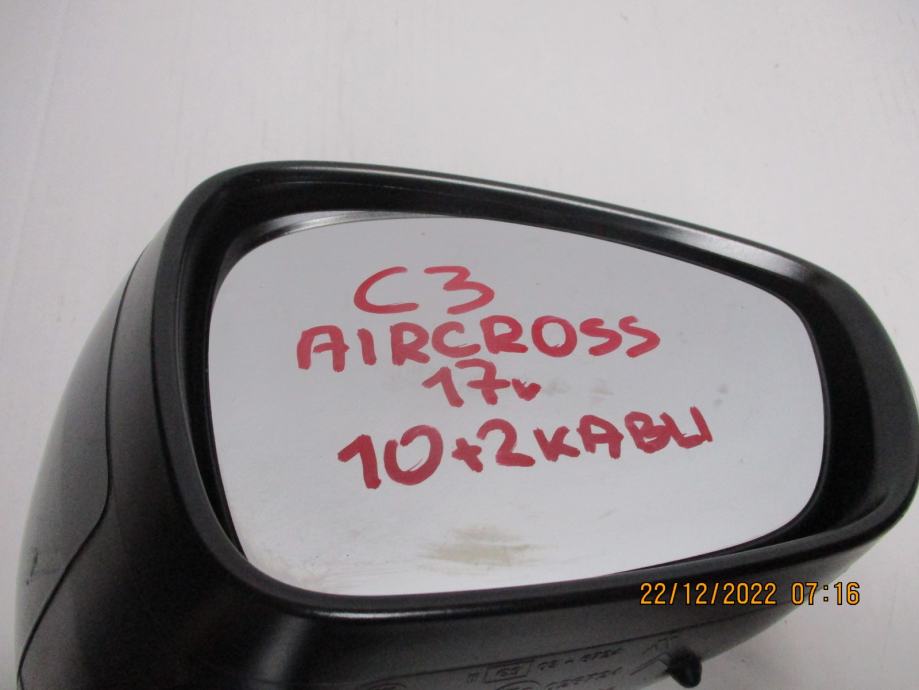 C3
AIRCROSS
17v
10+2KABLI
22/12/2022 07:16